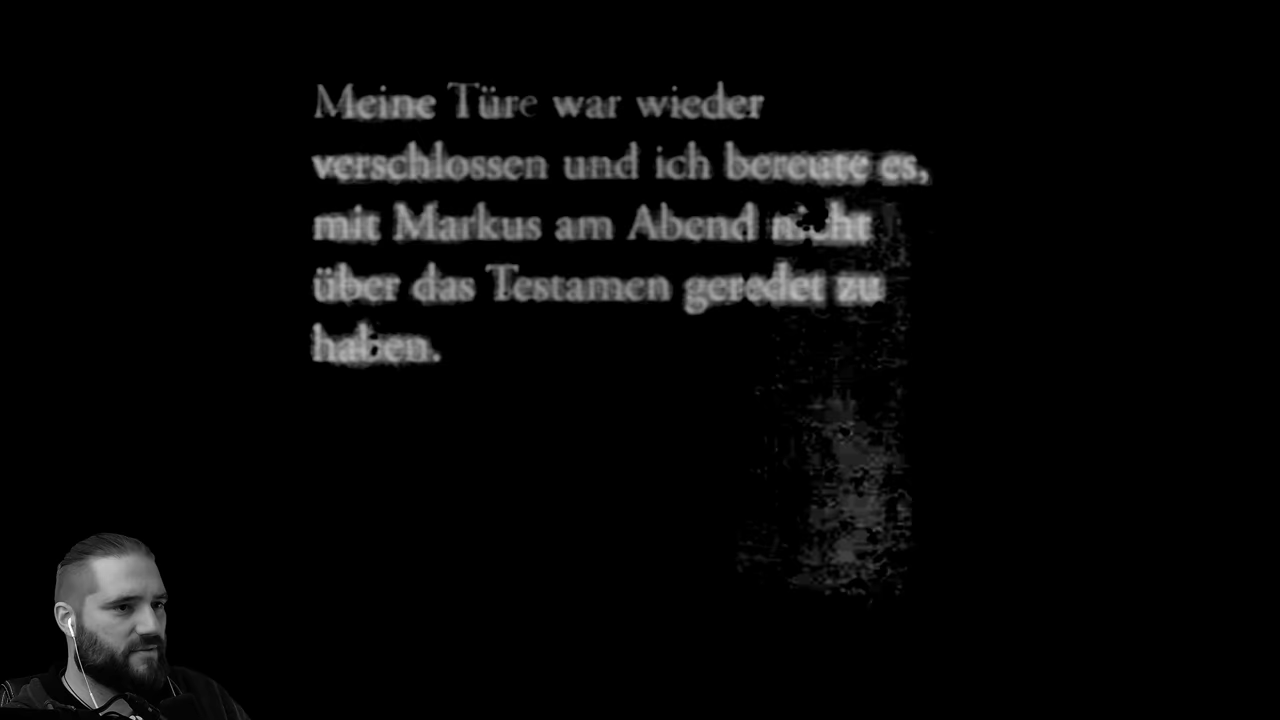 Meine Türe war wieder
verschlossen und ich bereute es,
mit Markus am Abend nicht
über das Testamen geredet zu
haben.